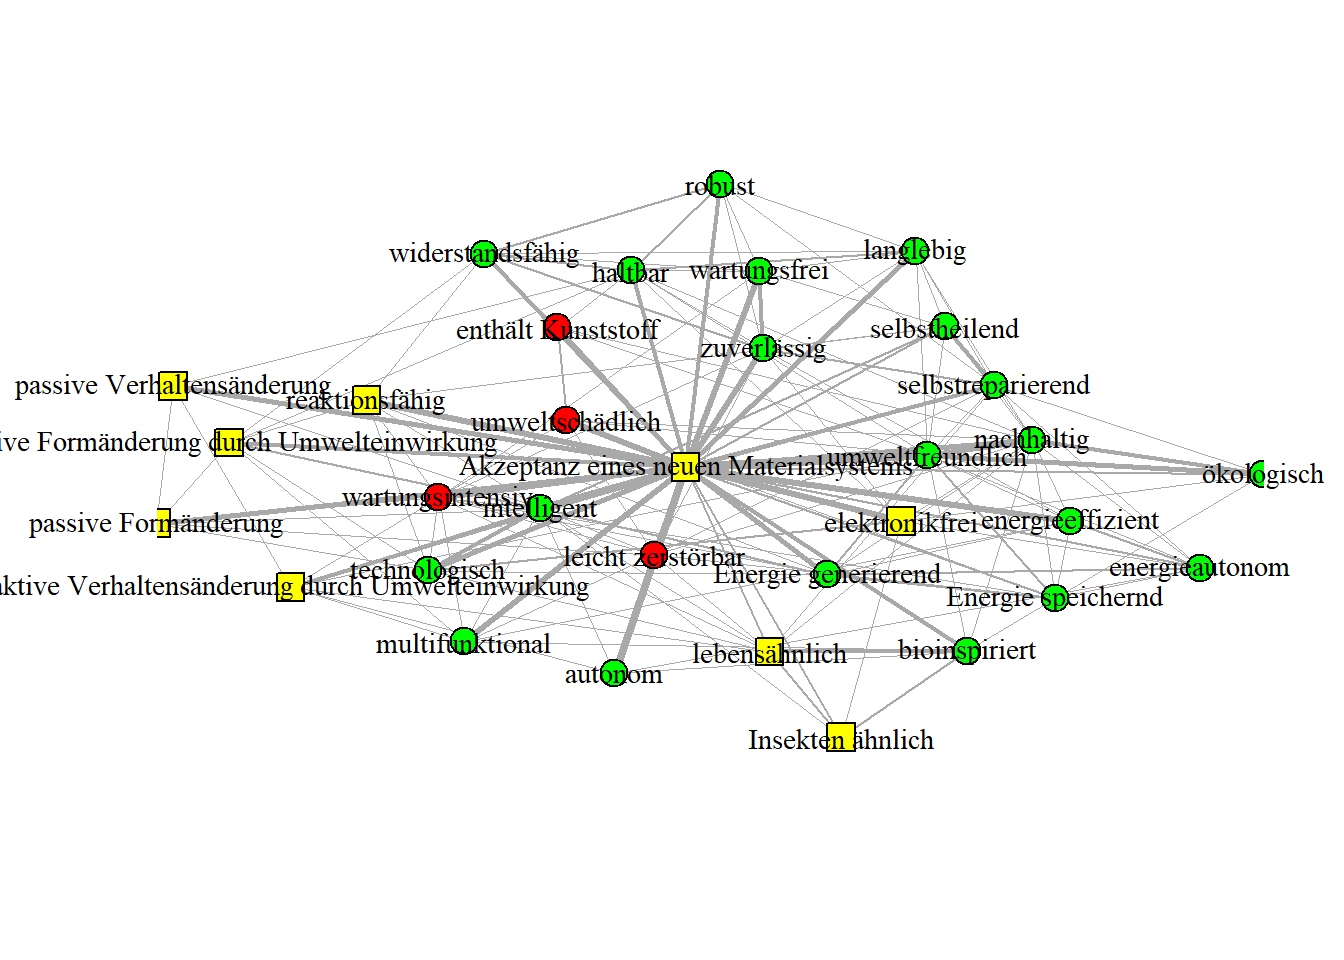 robust
widerstandsfähig
langlebig
haltbar
wartungsfrei
enthält Kunststoff
selbstheilend
zuverlässig
passive Verhaltensänderung
reaktionsfähig
selbstreparierend
umweltschädlich
Formänderung durch Umwelteinwirkung
nachhaltig
umweltfreundlich
Akzeptanz eines neuen Materialsystems
ökologisch
wartungsintensiv
intelligent
passive Formänderung
elektronikfrei
energieeffizient
leicht zerstörbar
technologisch
Energie generierend
energieautonom
aktive Verhaltensänderung durch Umwelteinwirkung
Energie speichernd
multifunktional
lebensähnlich
bioinspiriert
autonom
Insekten ähnlich